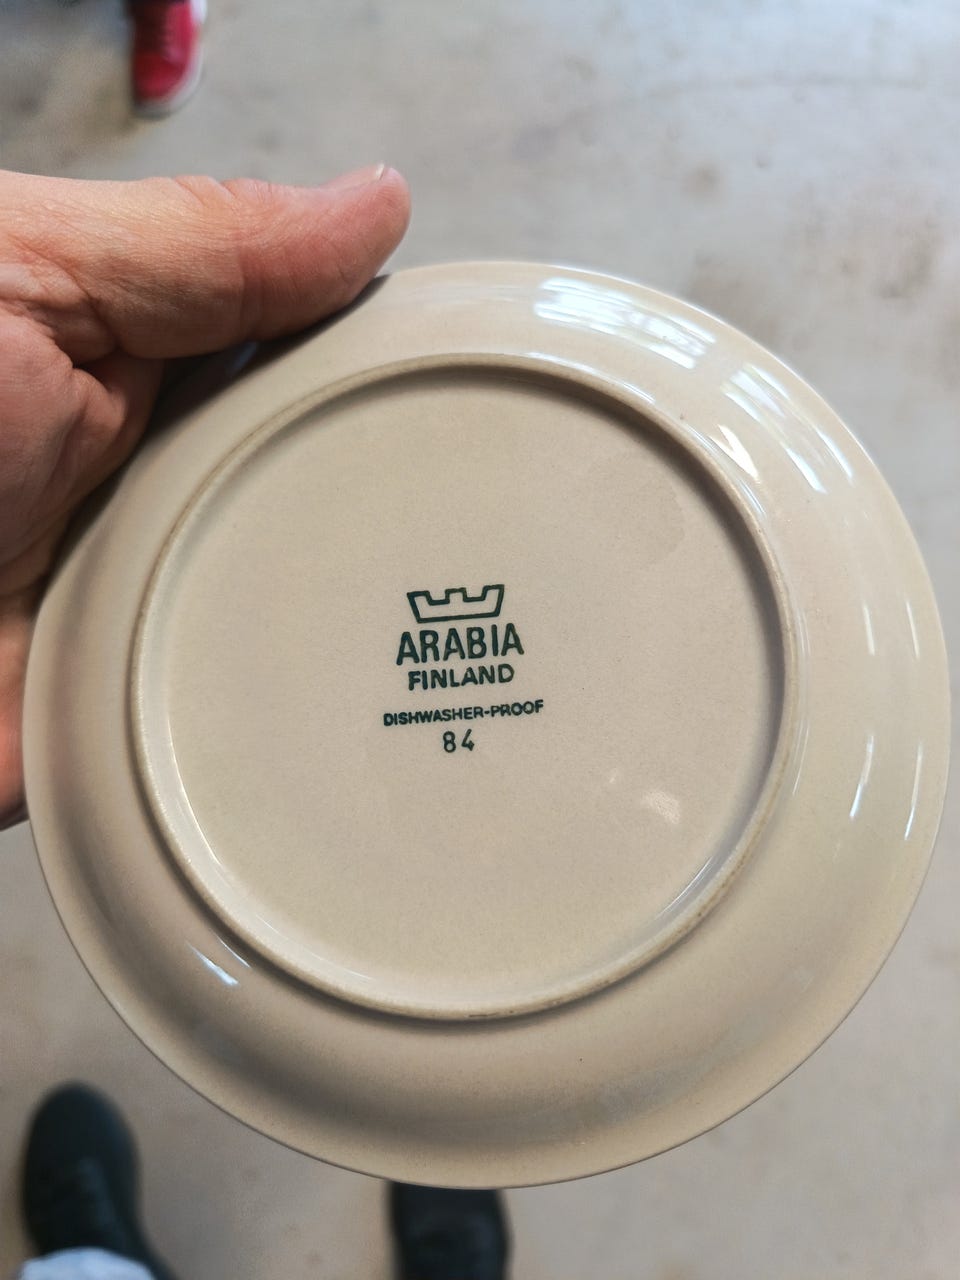 ARABIA
FINLAND
DISHWASHER-PROOF
84